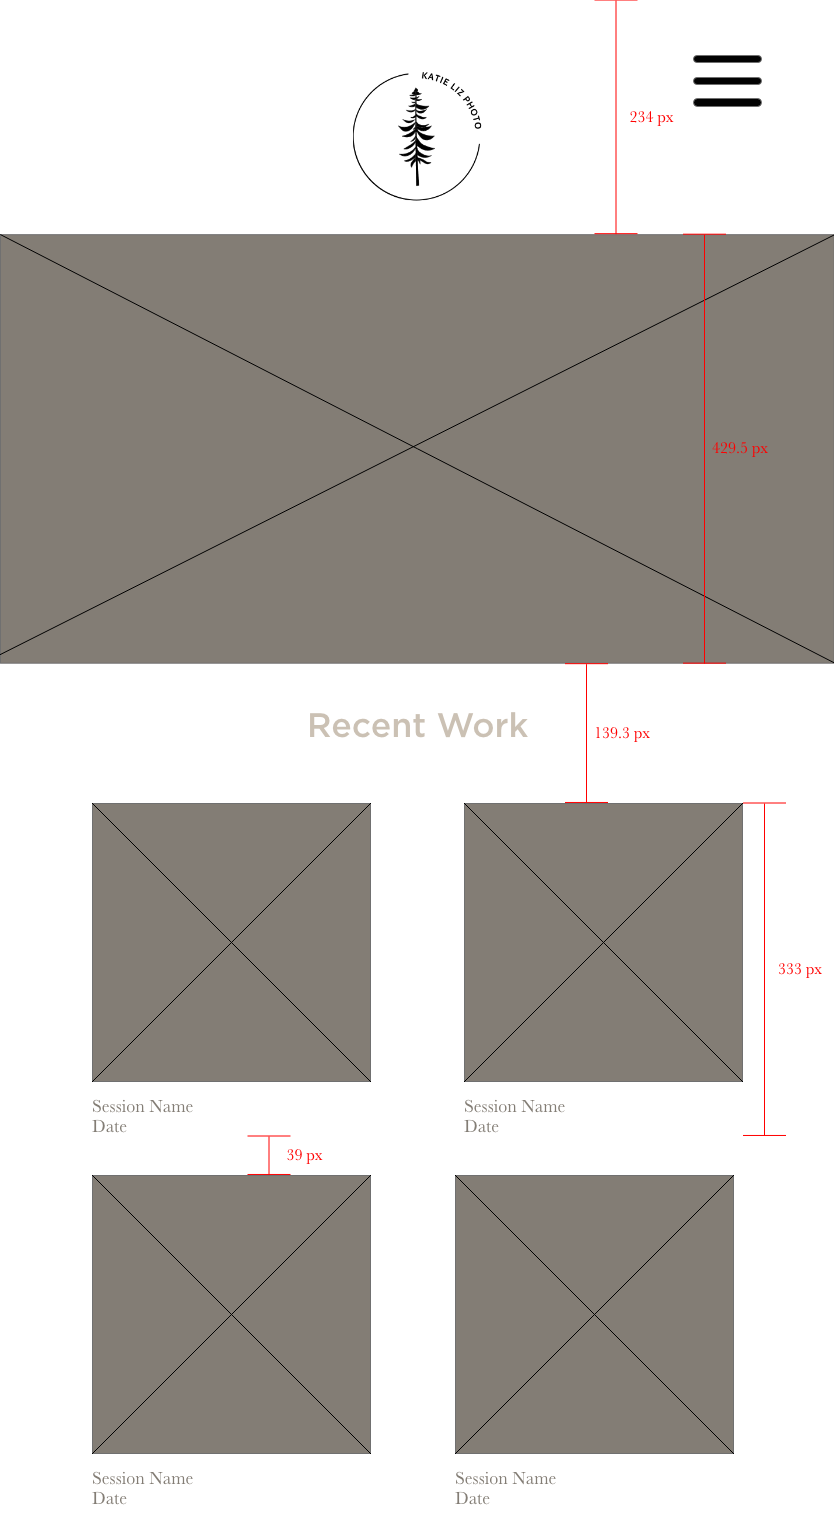 KATIE LIZ PHOTO
234 px
429.5 px
Recent Work
139.3 px
333 px
Session Name
Date
Session Name
Date
39 px
Session Name
Date
Session Name
Date